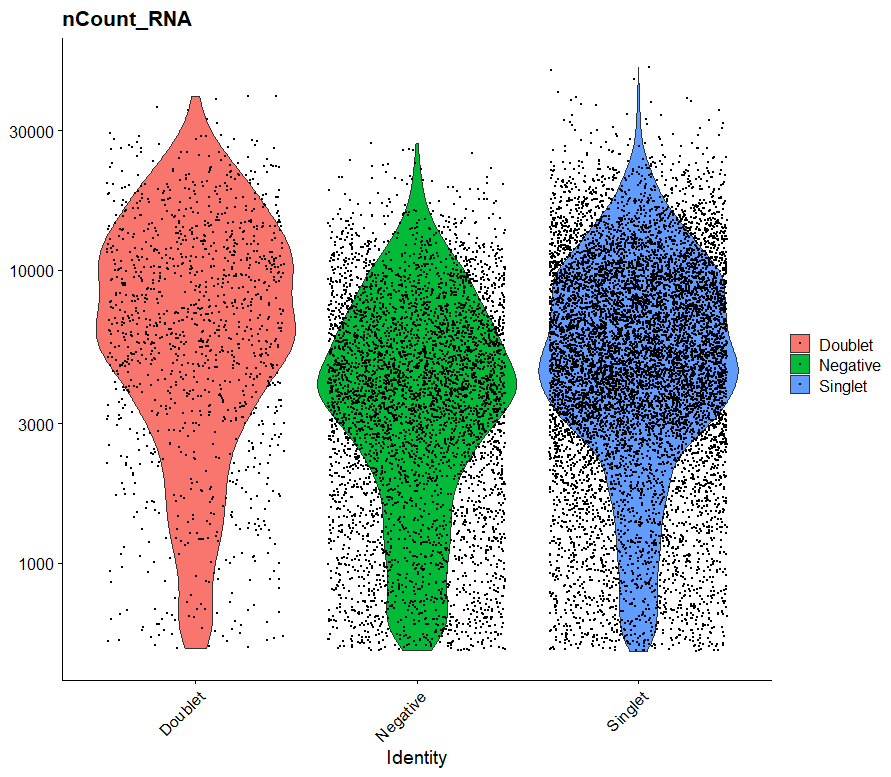 nCount_RNA
30000
10000
3000
1000
Doublet
Negative
Singlet
Identity
Doublet
Negative
Singlet